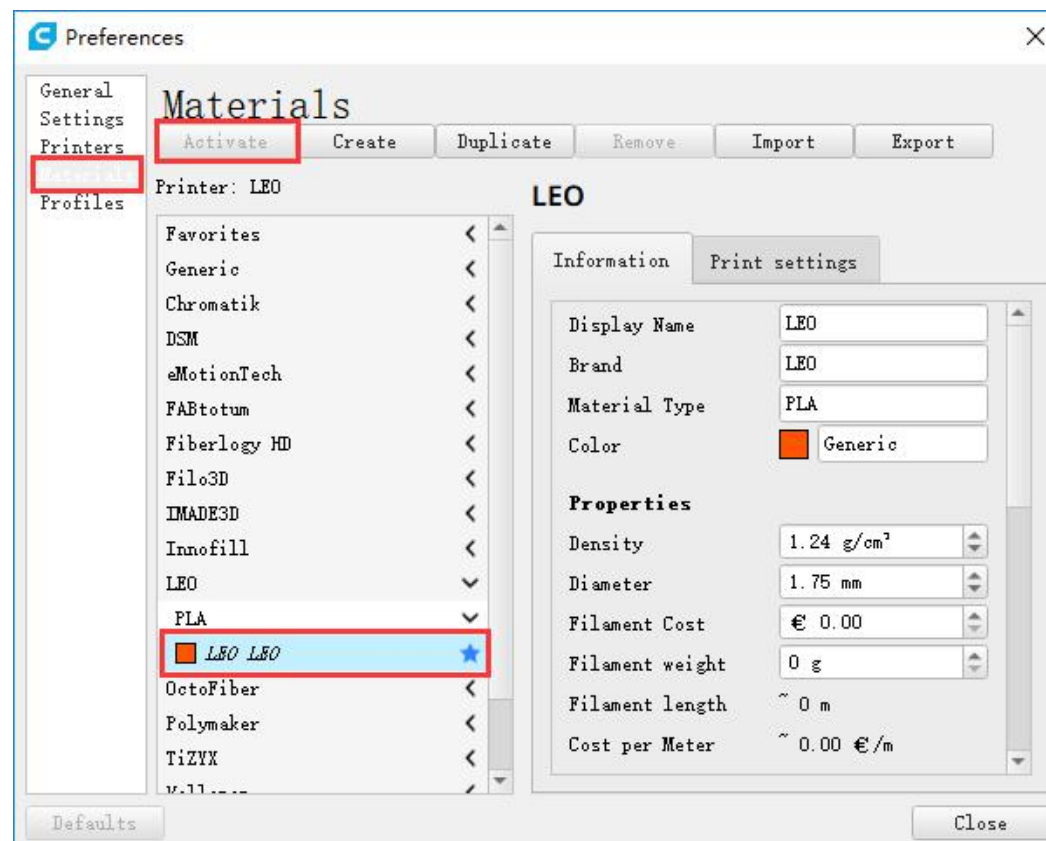 Preferences
General
Settings
Printers
Materials
Profiles
Materials
Activate Create Duplicate Remove Import Export
Printer: LEO
Favorites
Generic
Chromatik
DSM
eMotionTech
FABtotum
Fiberlogy HD
Filo3D
IMADE3D
Innofill
LEO
PLA
LEO LEO
OctoFiber
Polymaker
TiZYX
LEO
Information Print settings
Display Name LEO
Brand LEO
Material Type PLA
Color Generic
Properties
Density 1.24 g/cm³
Diameter 1.75 mm
Filament Cost € 0.00
Filament weight 0 g
Filament length ~ 0 m
Cost per Meter ~ 0.00 €/m
Defaults Close